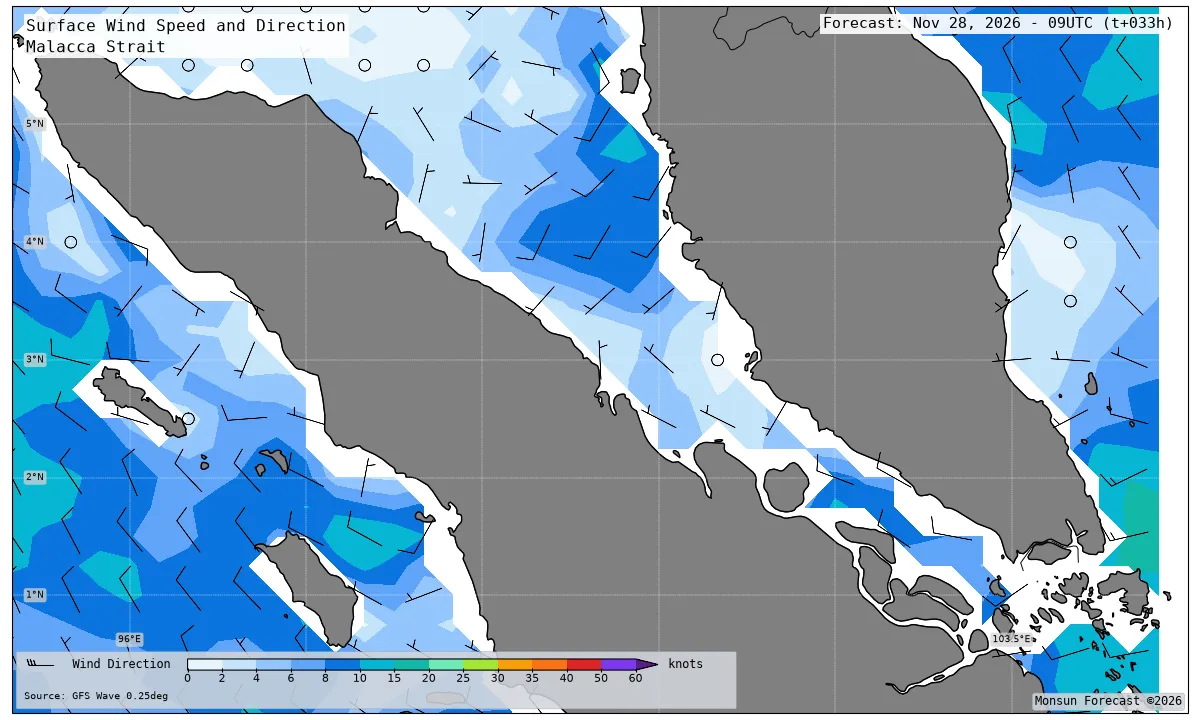 Surface Wind Speed and Direction
Malacca Strait
Forecast: Nov 28, 2026 - 09UTC (t+033h)
5°N
4°N
3°N
2°N
1°N
96°E
103.5°E
Wind Direction
0 2 4 6 8 10 15 20 25 30 35 40 50 60
knots
Source: GFS Wave 0.25deg
Monsun Forecast ©2026